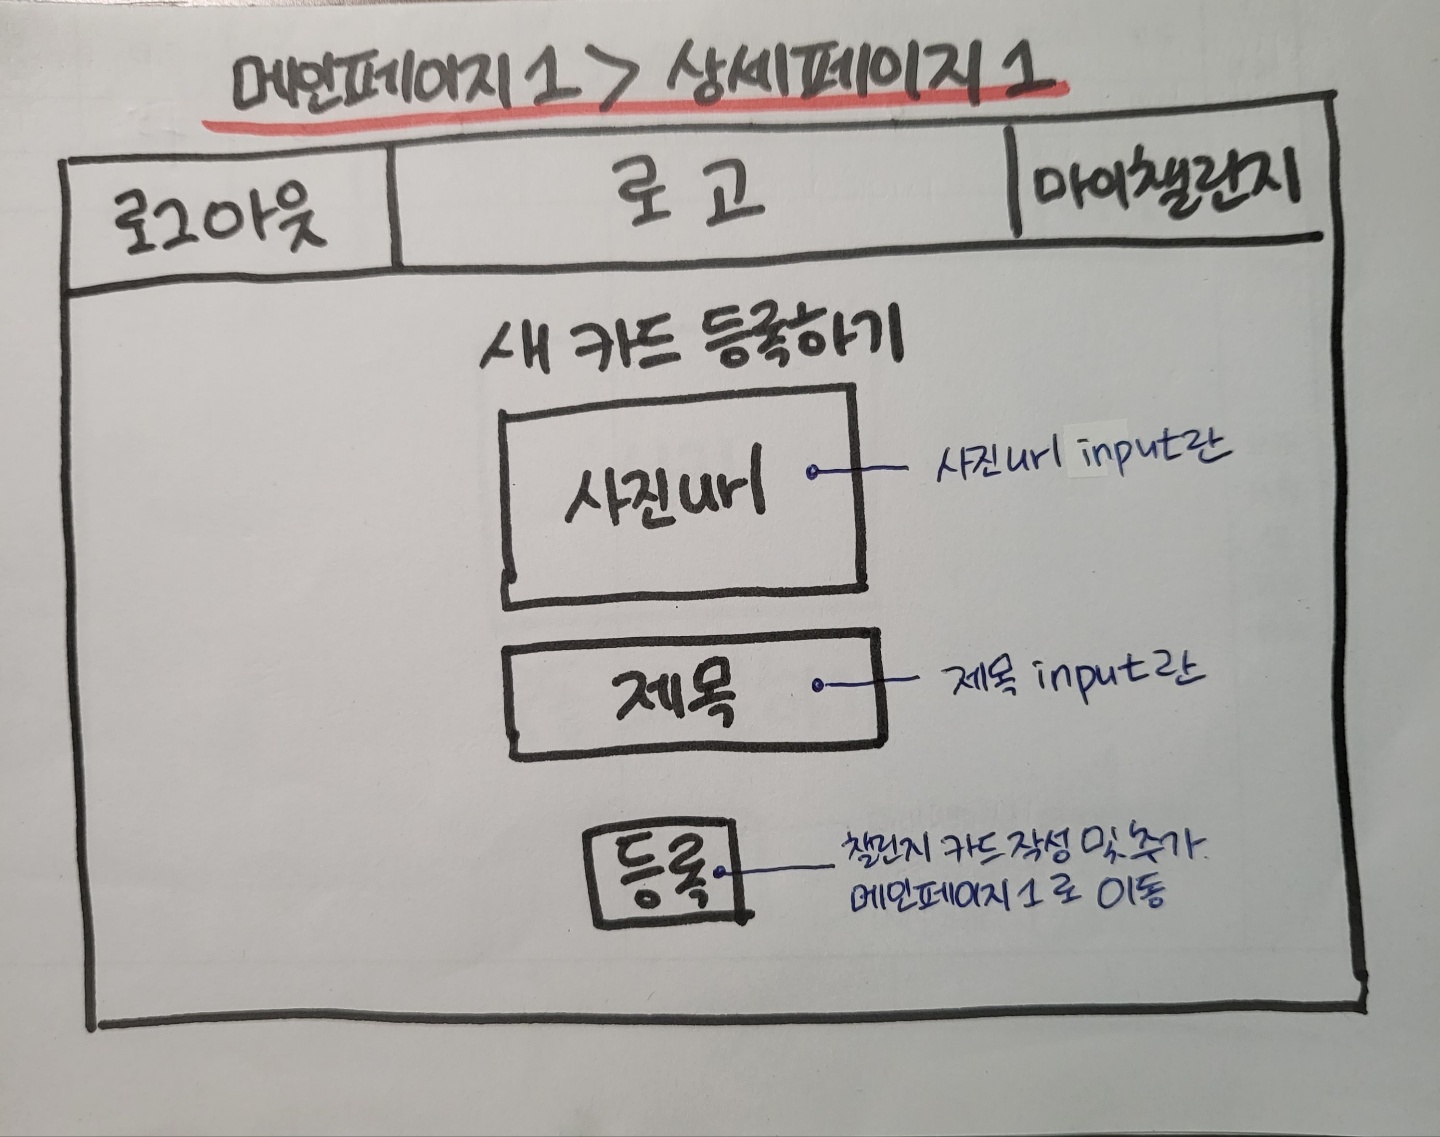 메인페이지1 > 상세페이지1
로그아웃
로고
마이챌린지
새 카드 등록하기
사진url
사진url input란
제목
제목 input란
등록
챌린지 카드 작성 및 추가.
메인페이지1로 이동